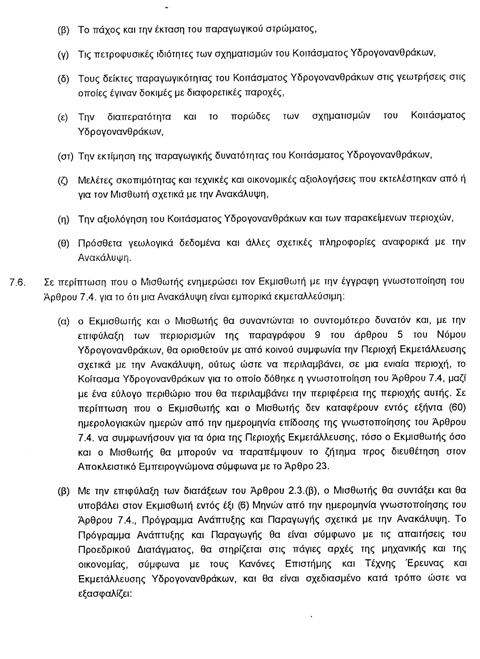 (β) Το πάχος και την έκταση του παραγωγικού στρώματος,
(γ) Τις πετροφυσικές ιδιότητες των σχηματισμών του Κοιτάσματος Υδρογονανθράκων,
(δ) Τους δείκτες παραγωγικότητας του Κοιτάσματος Υδρογονανθράκων στις γεωτρήσεις στις
οποίες έγιναν δοκιμές με διαφορετικές παροχές,
(ε) Την διαπερατότητα και το πορώδες των σχηματισμών του Κοιτάσματος
Υδρογονανθράκων,
(στ) Την εκτίμηση της παραγωγικής δυνατότητας του Κοιτάσματος Υδρογονανθράκων,
(ζ) Μελέτες σκοπιμότητας και τεχνικές και οικονομικές αξιολογήσεις που εκτελέστηκαν από ή
για τον Μισθωτή σχετικά με την Ανακάλυψη,
(η) Την αξιολόγηση του Κοιτάσματος Υδρογονανθράκων και των παρακείμενων περιοχών,
(θ) Πρόσθετα γεωλογικά δεδομένα και άλλες σχετικές πληροφορίες αναφορικά με την
Ανακάλυψη.
7.6. Σε περίπτωση που ο Μισθωτής ενημερώσει τον Εκμισθωτή με την έγγραφη γνωστοποίηση του
Άρθρου 7.4. για το ότι μια Ανακάλυψη είναι εμπορικά εκμεταλλεύσιμη:
(α) ο Εκμισθωτής και ο Μισθωτής θα συναντώνται το συντομότερο δυνατόν και, με την
επιφύλαξη των περιορισμών της παραγράφου 9 του άρθρου 5 του Νόμου
Υδρογονανθράκων, θα οριοθετούν με από κοινού συμφωνία την Περιοχή Εκμετάλλευσης
σχετικά με την Ανακάλυψη, ούτως ώστε να περιλαμβάνει, σε μια ενιαία περιοχή, το
Κοίτασμα Υδρογονανθράκων για το οποίο δόθηκε η γνωστοποίηση του Άρθρου 7.4, μαζί
με ένα εύλογο περιθώριο που θα περιλαμβάνει την περιφέρεια της περιοχής αυτής. Σε
περίπτωση που ο Εκμισθωτής και ο Μισθωτής δεν καταφέρουν εντός εξήντα (60)
ημερολογιακών ημερών από την ημερομηνία επίδοσης της γνωστοποίησης του Άρθρου
7.4. να συμφωνήσουν για τα όρια της Περιοχής Εκμετάλλευσης, τόσο ο Εκμισθωτής όσο
και ο Μισθωτής θα μπορούν να παραπέμψουν το ζήτημα προς διευθέτηση στον
Αποκλειστικό Εμπειρογνώμονα σύμφωνα με το Άρθρο 23.
(β) Με την επιφύλαξη των διατάξεων του Άρθρου 2.3.(β), ο Μισθωτής θα συντάξει και θα
υποβάλει στον Εκμισθωτή εντός έξι (6) Μηνών από την ημερομηνία γνωστοποίησης του
Άρθρου 7.4., Πρόγραμμα Ανάπτυξης και Παραγωγής σχετικά με την Ανακάλυψη. Το
Πρόγραμμα Ανάπτυξης και Παραγωγής θα είναι σύμφωνο με τις απαιτήσεις του
Προεδρικού Διατάγματος, θα στηρίζεται στις πάγιες αρχές της μηχανικής και της
οικονομίας, σύμφωνα με τους Κανόνες Επιστήμης και Τέχνης Έρευνας και
Εκμετάλλευσης Υδρογονανθράκων, και θα είναι σχεδιασμένο κατά τρόπο ώστε να
εξασφαλίζει: